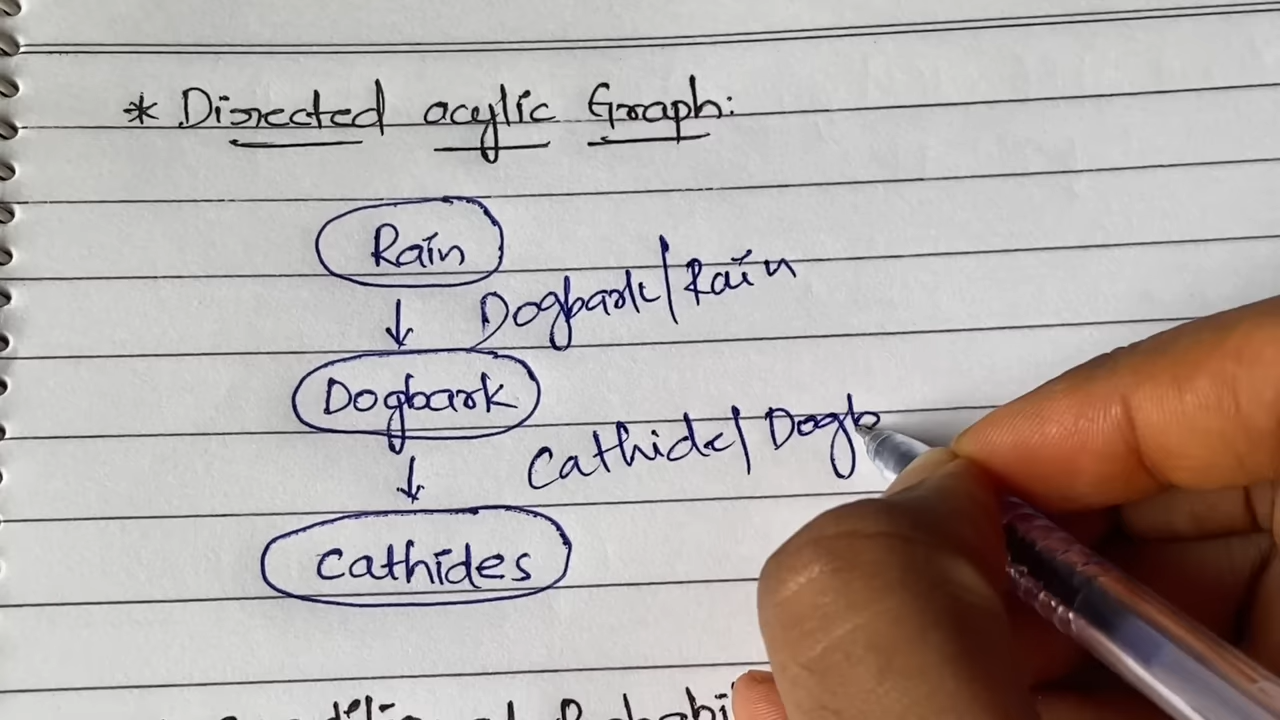 * Directed acylic Graph:
Rain
Dogbark/Rain
Dogbark
Cathide/Dogb
Cathides